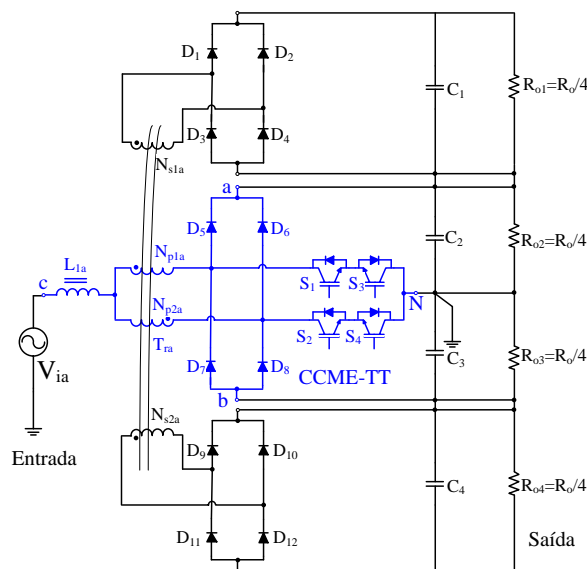 D1 D2
C1
Ro1=Ro/4
D3 D4
Ns1a
a
D5 D6
C2
Ro2=Ro/4
L1a
c
Np1a
S1 S3
N
Np2a
Tra
S2 S4
C3
Via
D7 D8
CCME-TT
Ro3=Ro/4
b
Ns2a
Entrada
D9 D10
C4
Ro4=Ro/4
D11 D12
Saída